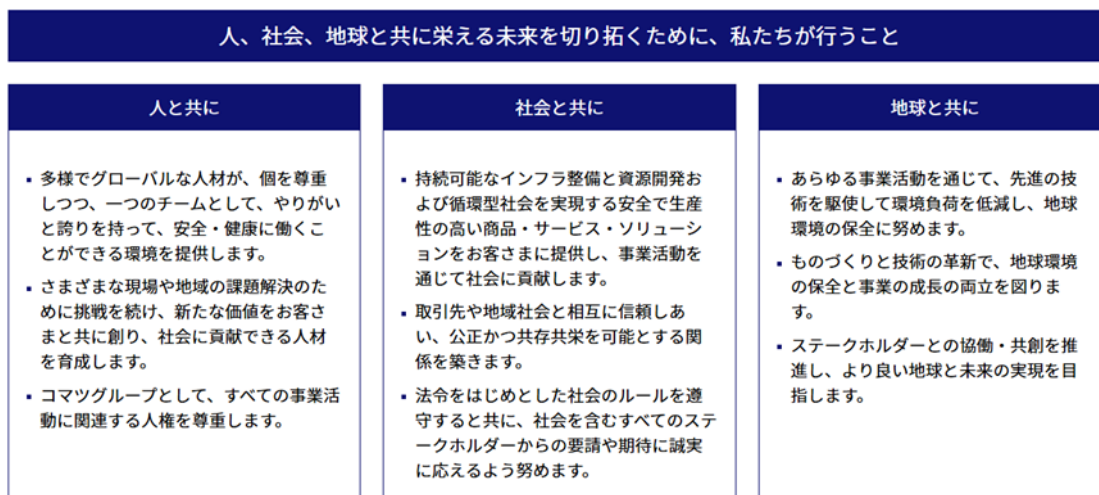 人、社会、地球と共に栄える未来を切り拓くために、私たちが行うこと
人と共に
▪ 多様でグローバルな人材が、個を尊重
しつつ、一つのチームとして、やりがい
と誇りを持って、安全・健康に働くこ
とができる環境を提供します。
▪ さまざまな現場や地域の課題解決のた
めに挑戦を続け、新たな価値をお客さ
まと共に創り、社会に貢献できる人材
を育成します。
▪ コマツグループとして、すべての事業活
動に関連する人権を尊重します。
社会と共に
▪ 持続可能なインフラ整備と資源開発お
よび循環型社会を実現する安全で生産
性の高い商品・サービス・ソリューシ
ョンをお客さまに提供し、事業活動を
通じて社会に貢献します。
▪ 取引先や地域社会と相互に信頼しあ
い、公正かつ共存共栄を可能とする関
係を築きます。
▪ 法令をはじめとした社会のルールを遵
守すると共に、社会を含むすべてのステ
ークホルダーからの要請や期待に誠実
に応えるよう努めます。
地球と共に
▪ あらゆる事業活動を通じて、先進の技
術を駆使して環境負荷を低減し、地球
環境の保全に努めます。
▪ ものづくりと技術の革新で、地球環境
の保全と事業の成長の両立を図りま
す。
▪ ステークホルダーとの協働・共創を推
進し、より良い地球と未来の実現を目
指します。